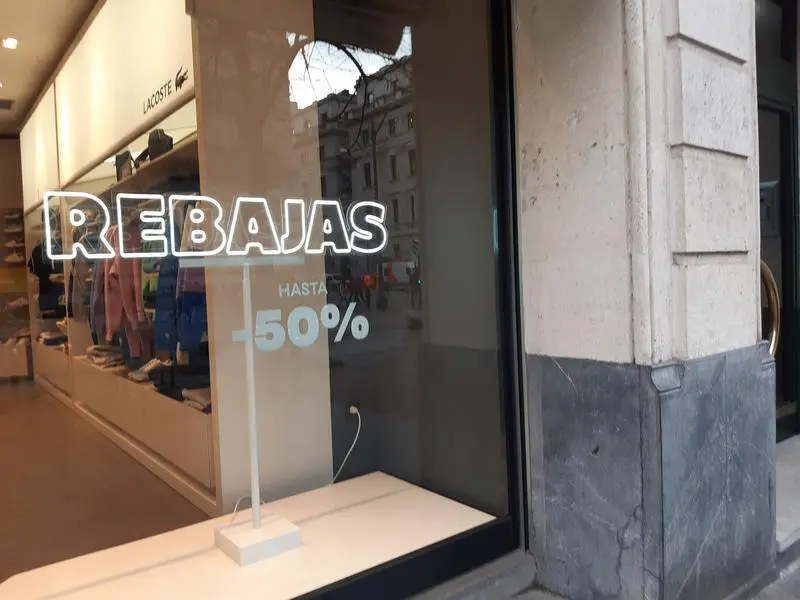 LACOSTE
REBAJAS
HASTA
-50%